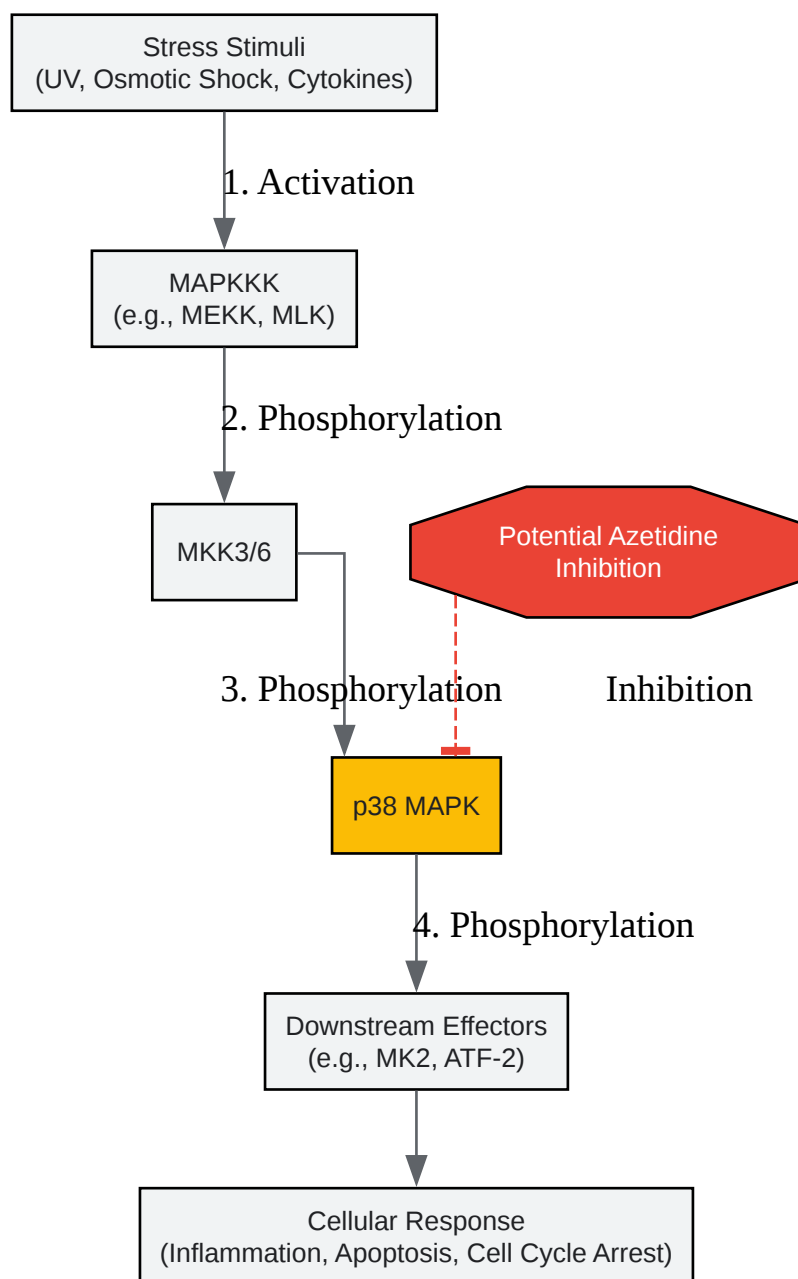 Stress Stimuli
(UV, Osmotic Shock, Cytokines)
1. Activation
MAPKKK
(e.g., MEKK, MLK)
2. Phosphorylation
MKK3/6
Potential Azetidine
Inhibition
3. Phosphorylation
Inhibition
p38 MAPK
4. Phosphorylation
Downstream Effectors
(e.g., MK2, ATF-2)
Cellular Response
(Inflammation, Apoptosis, Cell Cycle Arrest)